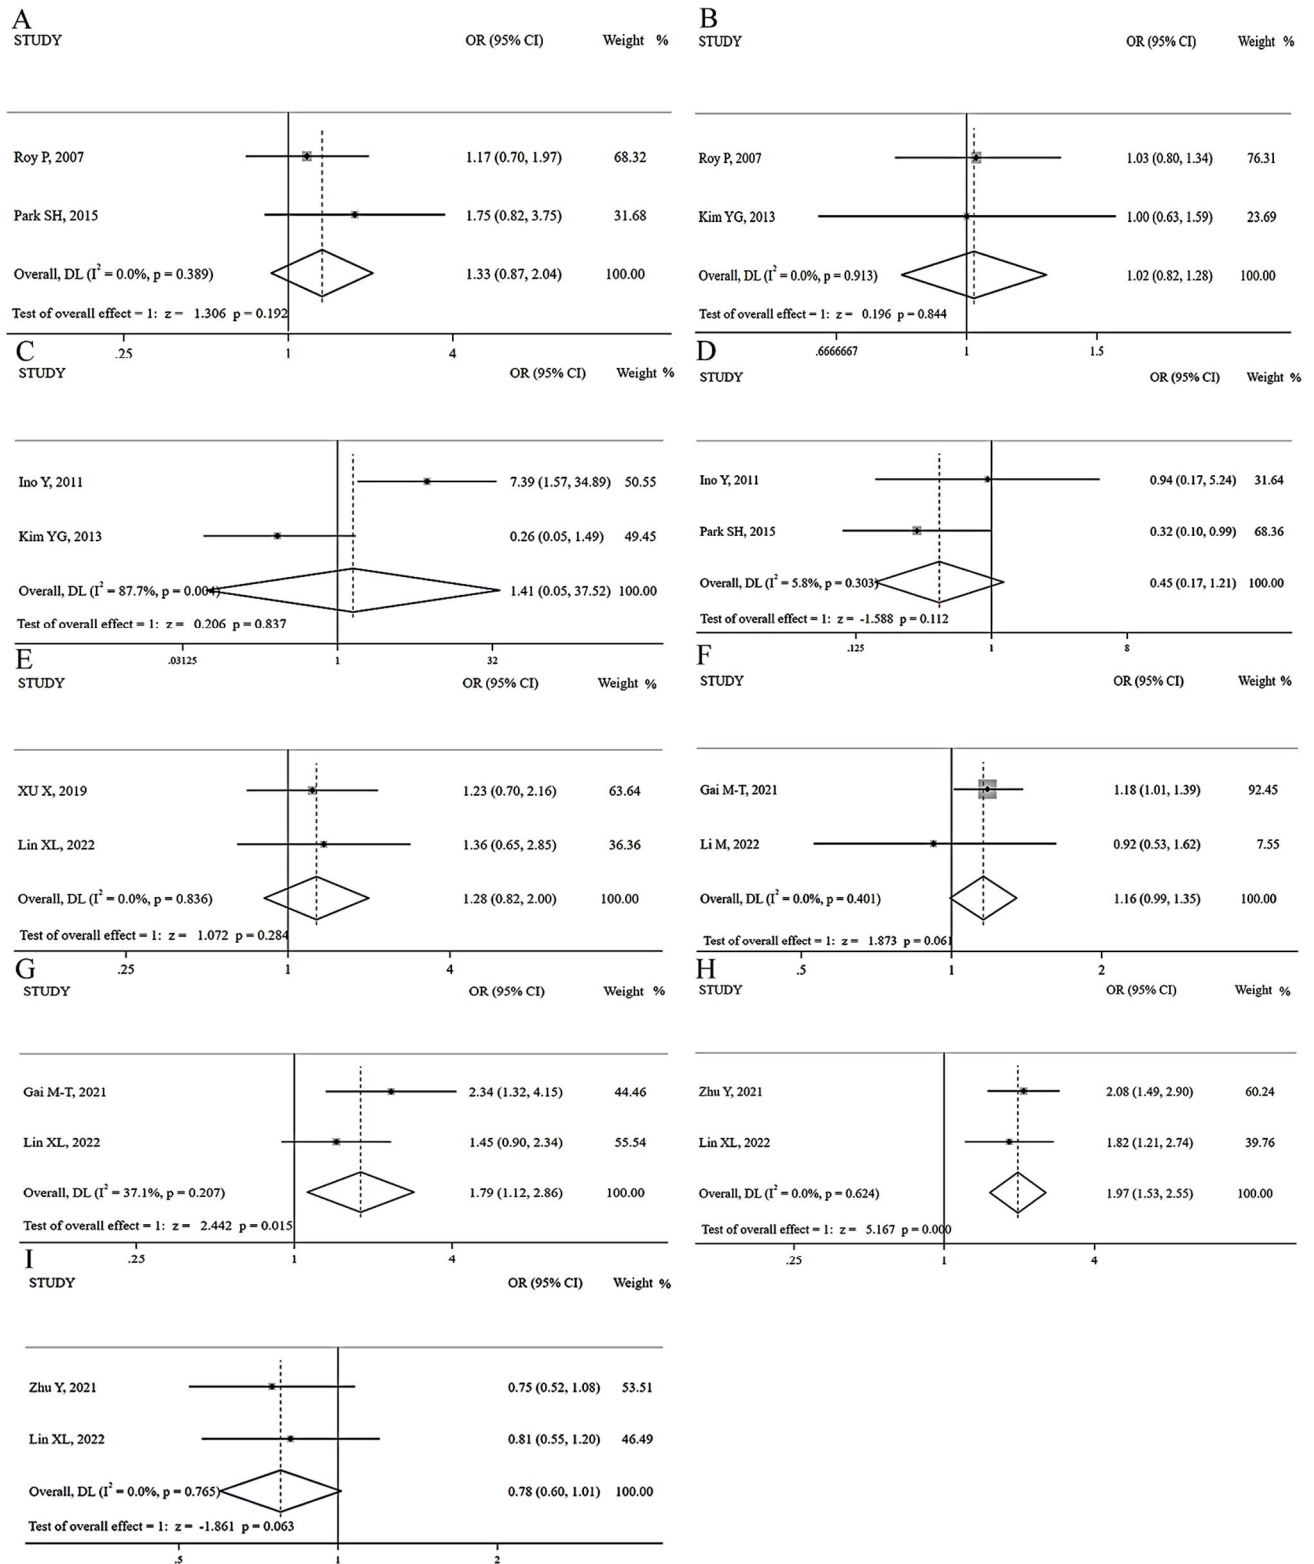 A
STUDY OR (95% CI) Weight %
Roy P, 2007 1.17 (0.70, 1.97) 68.32
Park SH, 2015 1.75 (0.82, 3.75) 31.68
Overall, DL (I² = 0.0%, p = 0.389) 1.33 (0.87, 2.04) 100.00
Test of overall effect = 1: z = 1.306 p = 0.192
.25 1 4
B
STUDY OR (95% CI) Weight %
Roy P, 2007 1.03 (0.80, 1.34) 76.31
Kim YG, 2013 1.00 (0.63, 1.59) 23.69
Overall, DL (I² = 0.0%, p = 0.913) 1.02 (0.82, 1.28) 100.00
Test of overall effect = 1: z = 0.196 p = 0.844
.6666667 1 1.5
C
STUDY OR (95% CI) Weight %
Ino Y, 2011 7.39 (1.57, 34.89) 50.55
Kim YG, 2013 0.26 (0.05, 1.49) 49.45
Overall, DL (I² = 87.7%, p = 0.004) 1.41 (0.05, 37.52) 100.00
Test of overall effect = 1: z = 0.206 p = 0.837
.03125 1 32
D
STUDY OR (95% CI) Weight %
Ino Y, 2011 0.94 (0.17, 5.24) 31.64
Park SH, 2015 0.32 (0.10, 0.99) 68.36
Overall, DL (I² = 5.8%, p = 0.303) 0.45 (0.17, 1.21) 100.00
Test of overall effect = 1: z = -1.588 p = 0.112
.125 1 8
E
STUDY OR (95% CI) Weight %
XU X, 2019 1.23 (0.70, 2.16) 63.64
Lin XL, 2022 1.36 (0.65, 2.85) 36.36
Overall, DL (I² = 0.0%, p = 0.836) 1.28 (0.82, 2.00) 100.00
Test of overall effect = 1: z = 1.072 p = 0.284
.25 1 4
F
STUDY OR (95% CI) Weight %
Gai M-T, 2021 1.18 (1.01, 1.39) 92.45
Li M, 2022 0.92 (0.53, 1.62) 7.55
Overall, DL (I² = 0.0%, p = 0.401) 1.16 (0.99, 1.35) 100.00
Test of overall effect = 1: z = 1.873 p = 0.061
.5 1 2
G
STUDY OR (95% CI) Weight %
Gai M-T, 2021 2.34 (1.32, 4.15) 44.46
Lin XL, 2022 1.45 (0.90, 2.34) 55.54
Overall, DL (I² = 37.1%, p = 0.207) 1.79 (1.12, 2.86) 100.00
Test of overall effect = 1: z = 2.442 p = 0.015
.25 1 4
H
STUDY OR (95% CI) Weight %
Zhu Y, 2021 2.08 (1.49, 2.90) 60.24
Lin XL, 2022 1.82 (1.21, 2.74) 39.76
Overall, DL (I² = 0.0%, p = 0.624) 1.97 (1.53, 2.55) 100.00
Test of overall effect = 1: z = 5.167 p = 0.000
.25 1 4
I
STUDY OR (95% CI) Weight %
Zhu Y, 2021 0.75 (0.52, 1.08) 53.51
Lin XL, 2022 0.81 (0.55, 1.20) 46.49
Overall, DL (I² = 0.0%, p = 0.765) 0.78 (0.60, 1.01) 100.00
Test of overall effect = 1: z = -1.861 p = 0.063
.5 1 2